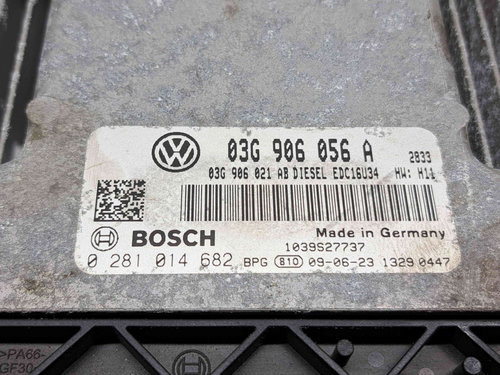 03G 906 056 A 2833
03G 906 021 AB DIESEL EDC16U34 HW: H11
Made in Germany
BOSCH 1039S27737
0 281 014 682 BPG 81D 09-06-23 1329 0447
>PA66-
GF30